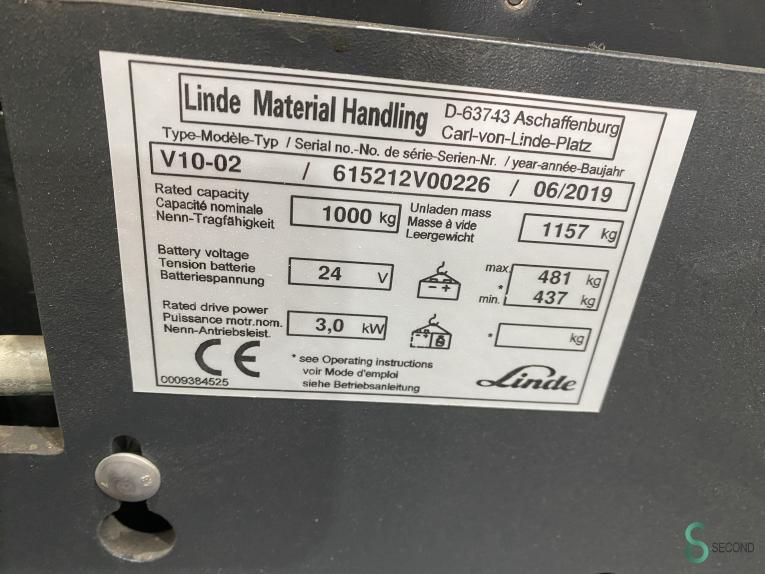 Linde Material Handling
D-63743 Aschaffenburg
Carl-von-Linde-Platz
Type-Modèle-Typ / Serial no.-No. de série-Serien-Nr. / year-année-Baujahr
V10-02 / 615212V00226 / 06/2019
Rated capacity
Capacité nominale
Nenn-Tragfähigkeit
1000 kg
Unladen mass
Masse à vide
Leergewicht
1157 kg
Battery voltage
Tension batterie
Batteriespannung
24 V
- +
max.
*
min.
481 kg
437 kg
Rated drive power
Puissance motr.nom.
Nenn-Antriebsleist.
3,0 kW
* kg
CE
0009384525
* see Operating instructions
voir Mode d'emploi
siehe Betriebsanleitung
Linde
SECOND